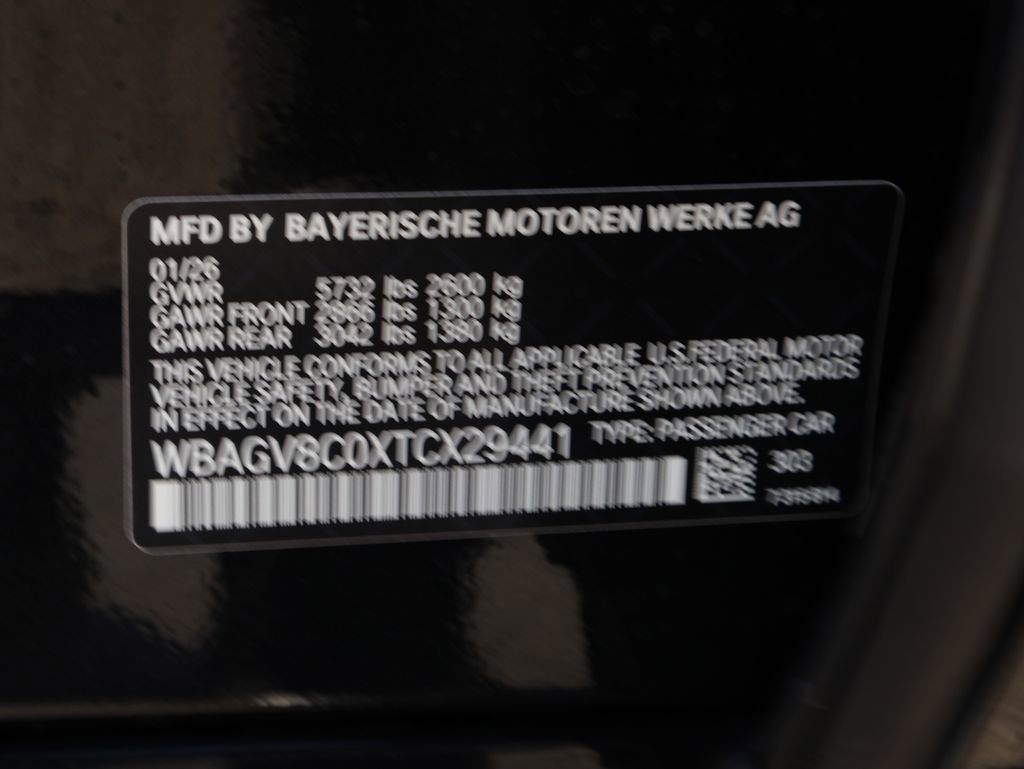 MFD BY BAYERISCHE MOTOREN WERKE AG
01/26
GVWR 5732 lbs 2600 kg
GAWR FRONT 2866 lbs 1300 kg
GAWR REAR 3042 lbs 1380 kg
THIS VEHICLE CONFORMS TO ALL APPLICABLE U.S.FEDERAL MOTOR
VEHICLE SAFETY, BUMPER AND THEFT PREVENTION STANDARDS
IN EFFECT ON THE DATE OF MANUFACTURE SHOWN ABOVE.
WBAGV8C0XTCX29441 TYPE: PASSENGER CAR
303